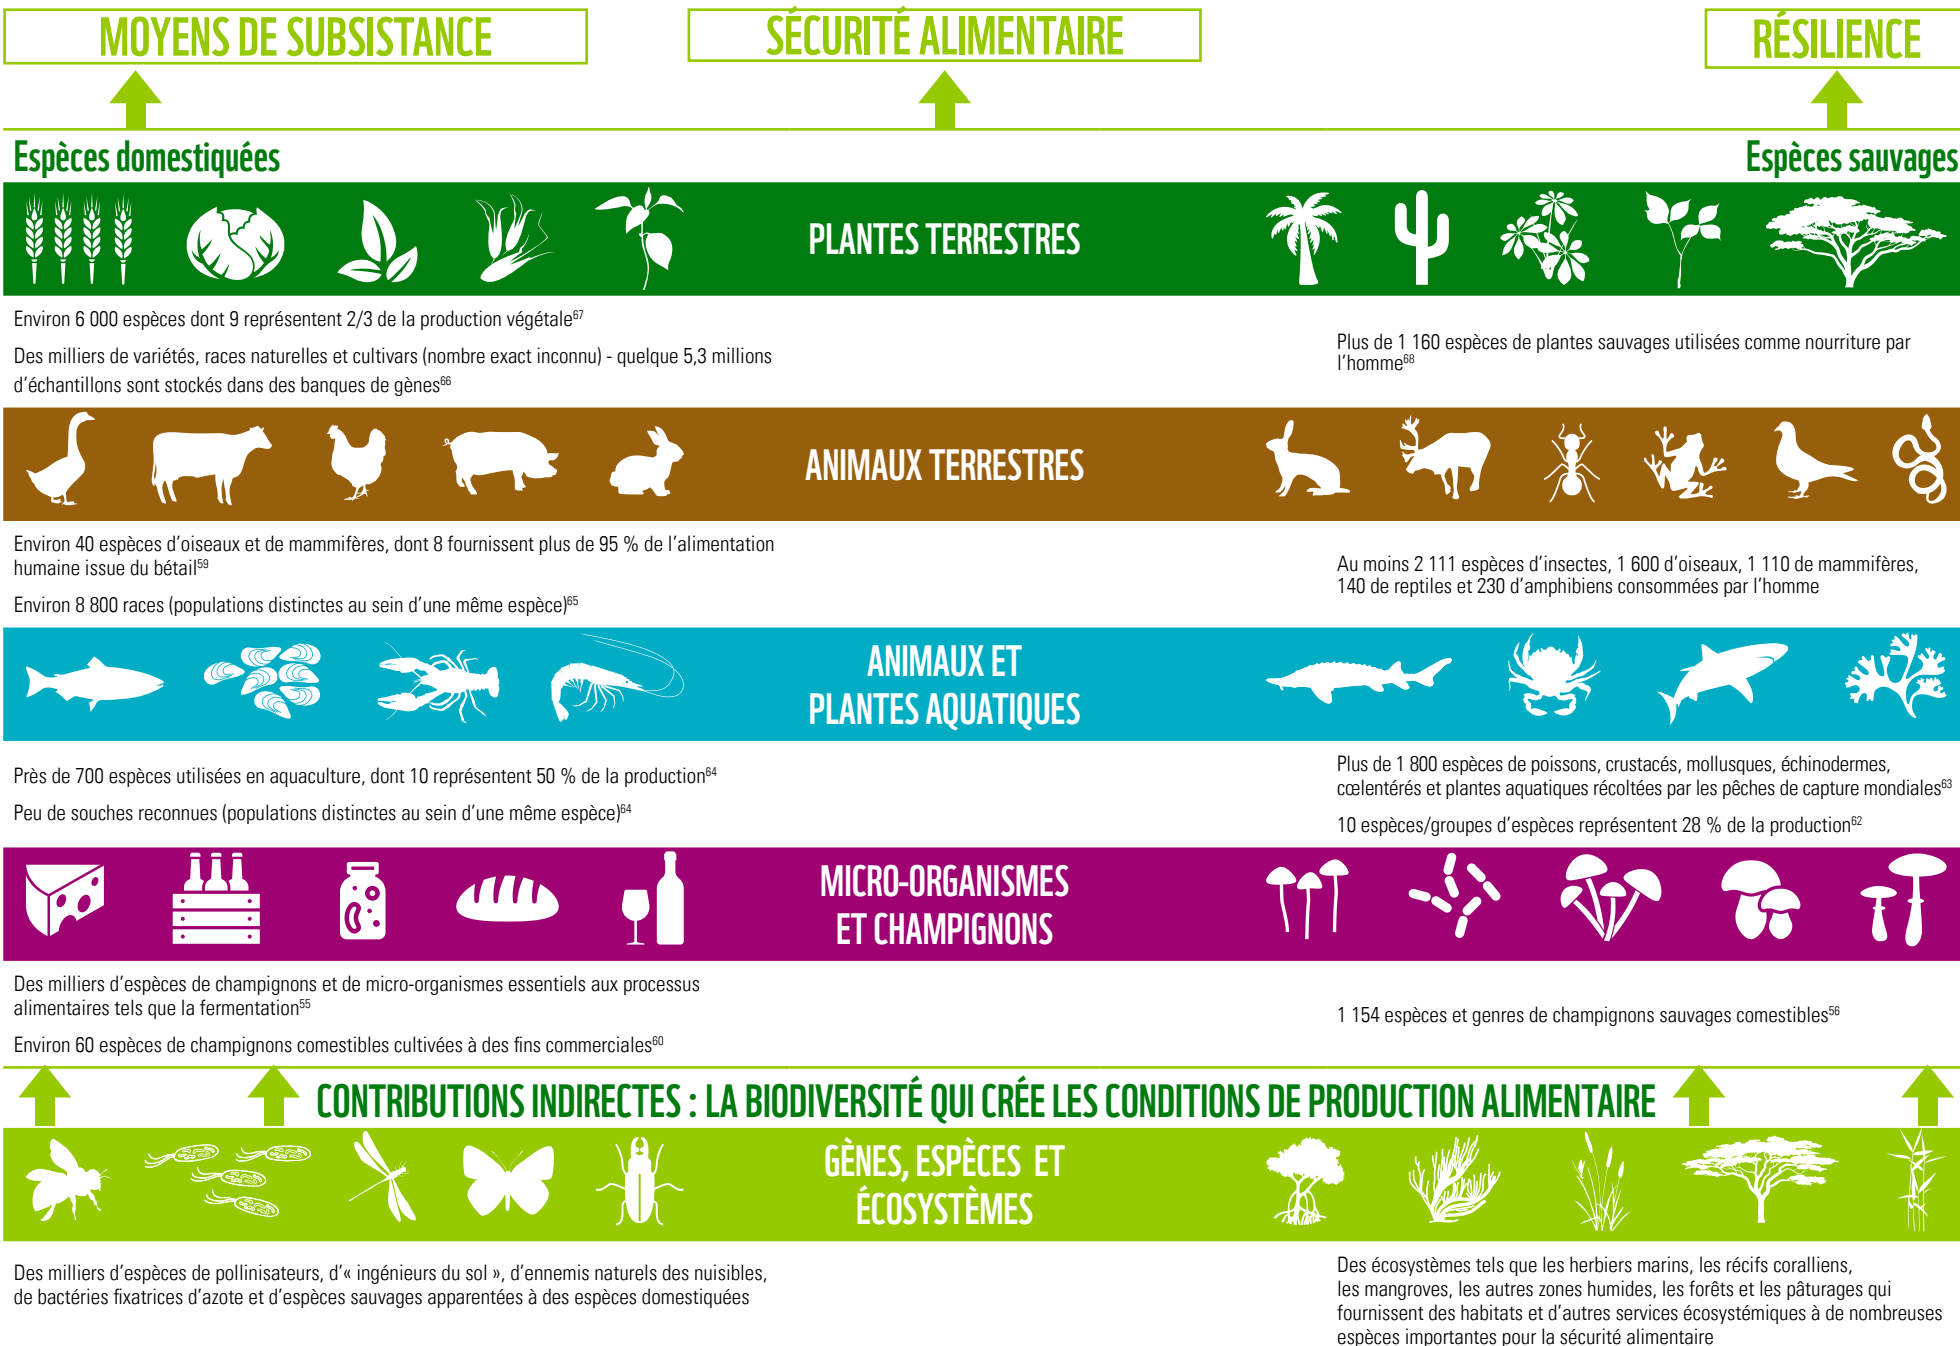 MOYENS DE SUBSISTANCE
SÉCURITÉ ALIMENTAIRE
RÉSILIENCE
Espèces domestiquées
Espèces sauvages
PLANTES TERRESTRES
Environ 6 000 espèces dont 9 représentent 2/3 de la production végétale⁶⁷
Des milliers de variétés, races naturelles et cultivars (nombre exact inconnu) - quelque 5,3 millions
d'échantillons sont stockés dans des banques de gènes⁶⁶
Plus de 1 160 espèces de plantes sauvages utilisées comme nourriture par
l'homme⁶⁸
ANIMAUX TERRESTRES
Environ 40 espèces d'oiseaux et de mammifères, dont 8 fournissent plus de 95 % de l'alimentation
humaine issue du bétail⁵⁹
Environ 8 800 races (populations distinctes au sein d'une même espèce)⁶⁵
Au moins 2 111 espèces d'insectes, 1 600 d'oiseaux, 1 110 de mammifères,
140 de reptiles et 230 d'amphibiens consommées par l'homme
ANIMAUX ET
PLANTES AQUATIQUES
Près de 700 espèces utilisées en aquaculture, dont 10 représentent 50 % de la production⁶⁴
Peu de souches reconnues (populations distinctes au sein d'une même espèce)⁶⁴
Plus de 1 800 espèces de poissons, crustacés, mollusques, échinodermes,
cœlentérés et plantes aquatiques récoltées par les pêches de capture mondiales⁶³
10 espèces/groupes d'espèces représentent 28 % de la production⁶²
MICRO-ORGANISMES
ET CHAMPIGNONS
Des milliers d'espèces de champignons et de micro-organismes essentiels aux processus
alimentaires tels que la fermentation⁵⁵
Environ 60 espèces de champignons comestibles cultivées à des fins commerciales⁶⁰
1 154 espèces et genres de champignons sauvages comestibles⁵⁶
CONTRIBUTIONS INDIRECTES : LA BIODIVERSITÉ QUI CRÉE LES CONDITIONS DE PRODUCTION ALIMENTAIRE
GÈNES, ESPÈCES ET
ÉCOSYSTÈMES
Des milliers d'espèces de pollinisateurs, d'« ingénieurs du sol », d'ennemis naturels des nuisibles,
de bactéries fixatrices d'azote et d'espèces sauvages apparentées à des espèces domestiquées
Des écosystèmes tels que les herbiers marins, les récifs coralliens,
les mangroves, les autres zones humides, les forêts et les pâturages qui
fournissent des habitats et d'autres services écosystémiques à de nombreuses
espèces importantes pour la sécurité alimentaire